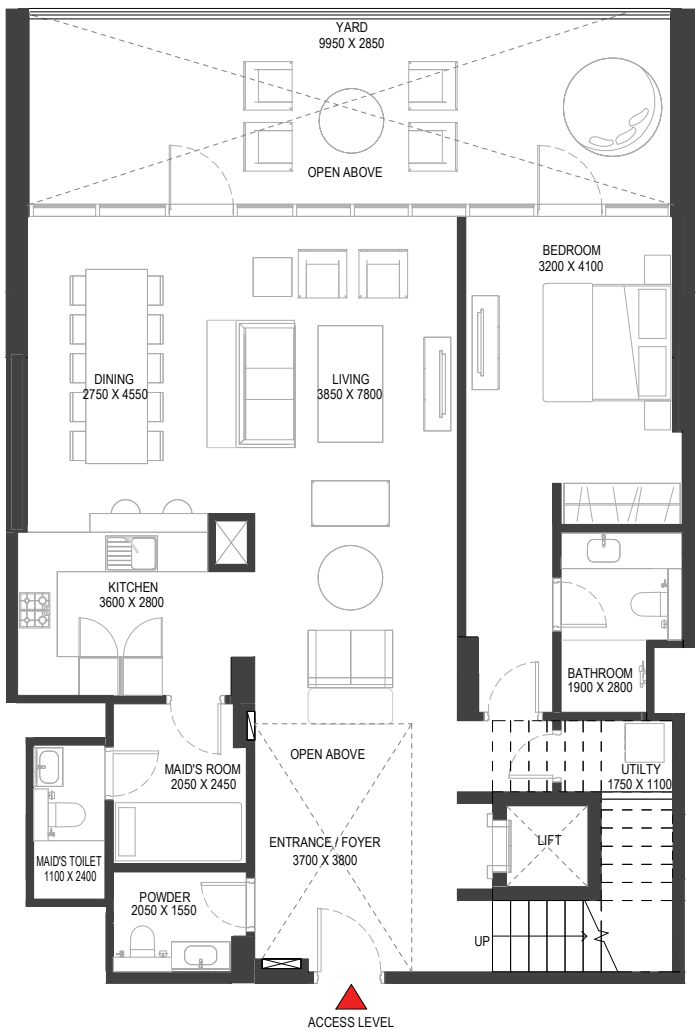 YARD
9950 X 2850
OPEN ABOVE
BEDROOM
3200 X 4100
DINING
2750 X 4550
LIVING
3850 X 7800
KITCHEN
3600 X 2800
BATHROOM
1900 X 2800
OPEN ABOVE
MAID'S ROOM
2050 X 2450
UTILTY
1750 X 1100
ENTRANCE / FOYER
3700 X 3800
LIFT
MAID'S TOILET
1100 X 2400
POWDER
2050 X 1550
UP
ACCESS LEVEL